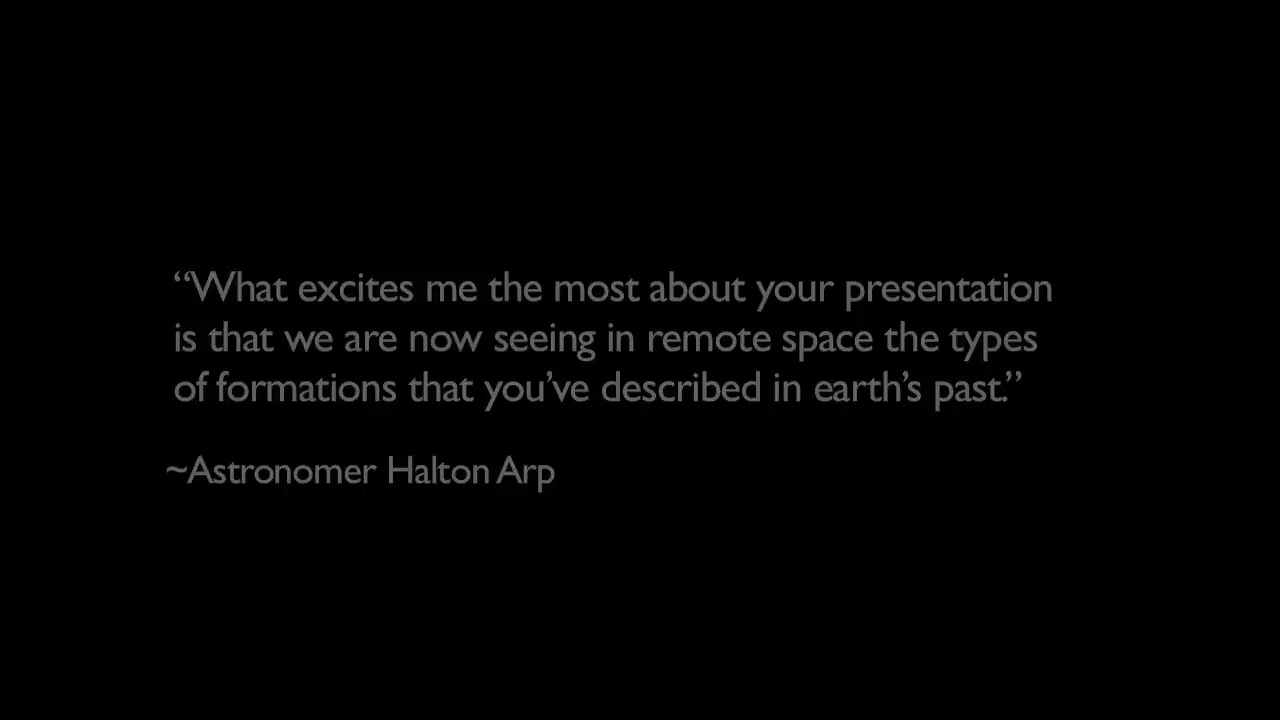 “What excites me the most about your presentation
is that we are now seeing in remote space the types
of formations that you’ve described in earth’s past.”
~Astronomer Halton Arp